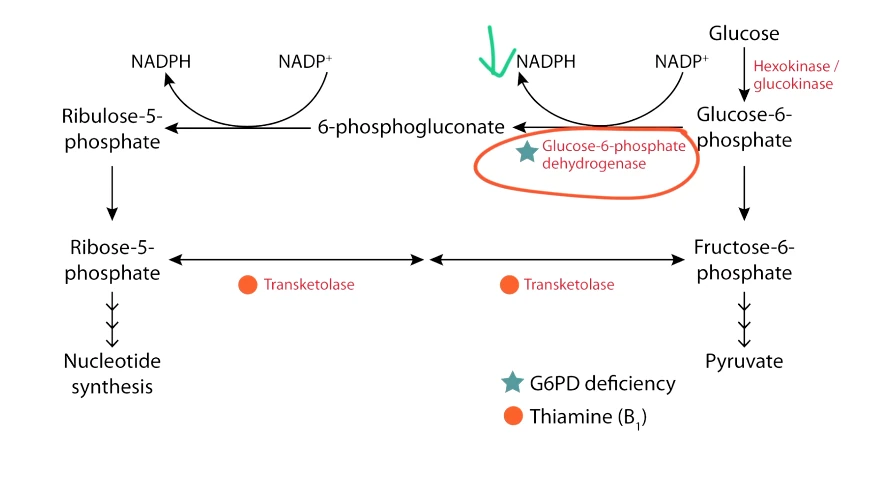 Glucose
NADPH
NADP⁺
NADPH
NADP⁺
Hexokinase /
glucokinase
Ribulose-5-
phosphate
6-phosphogluconate
Glucose-6-
phosphate
Glucose-6-phosphate
dehydrogenase
Ribose-5-
phosphate
Fructose-6-
phosphate
Transketolase
Transketolase
Nucleotide
synthesis
Pyruvate
G6PD deficiency
Thiamine (B₁)